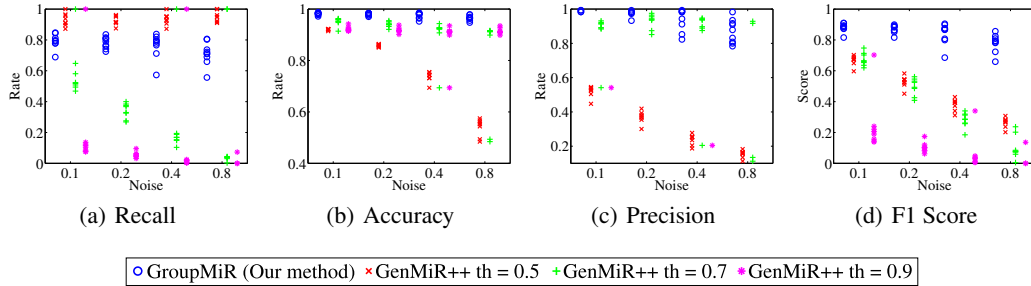 1
0.8
0.6
0.4
0.2
0
Rate
0.1 0.2 0.4 0.8
Noise
(a) Recall
1
0.8
0.6
0.4
Rate
0.1 0.2 0.4 0.8
Noise
(b) Accuracy
1
0.8
0.6
0.4
0.2
Rate
0.1 0.2 0.4 0.8
Noise
(c) Precision
1
0.8
0.6
0.4
0.2
0
Score
0.1 0.2 0.4 0.8
Noise
(d) F1 Score
GroupMiR (Our method) GenMiR++ th = 0.5 GenMiR++ th = 0.7 GenMiR++ th = 0.9